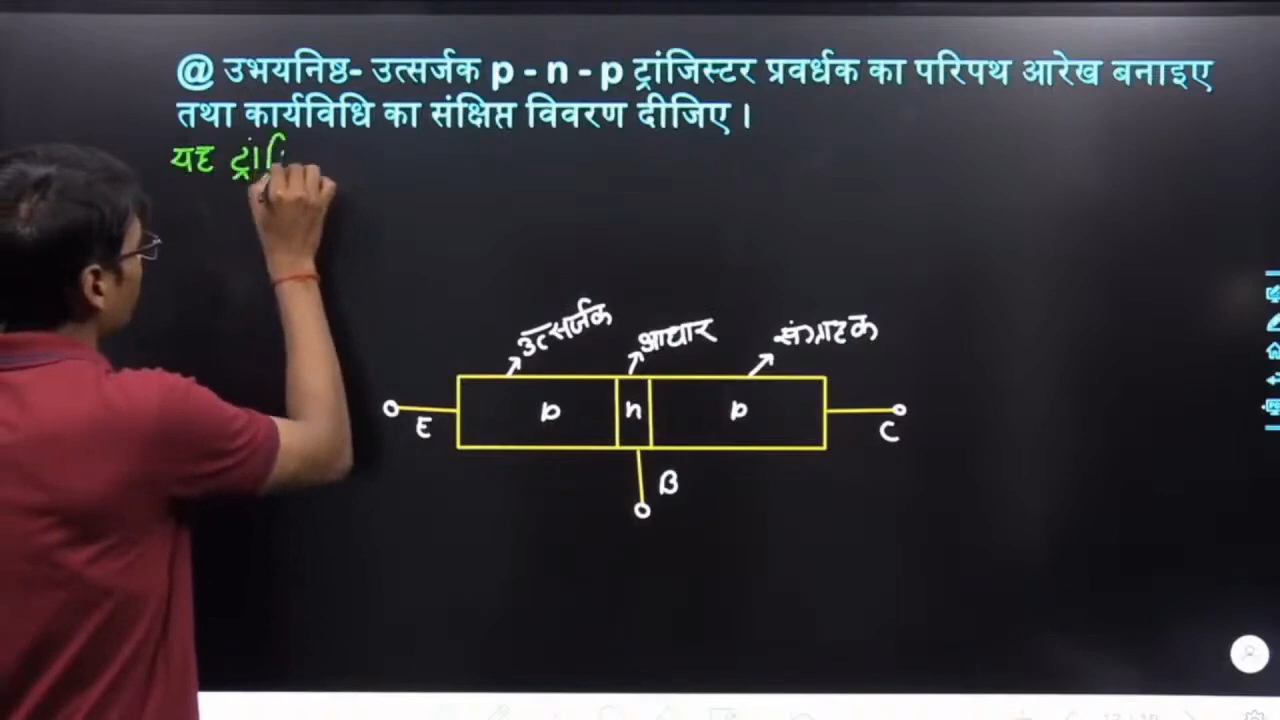 @ उभयनिष्ठ- उत्सर्जक p - n - p ट्रांजिस्टर प्रवर्धक का परिपथ आरेख बनाइए
तथा कार्यविधि का संक्षिप्त विवरण दीजिए ।
यह
उत्सर्जक आधार संग्राहक
p n p
E C
B